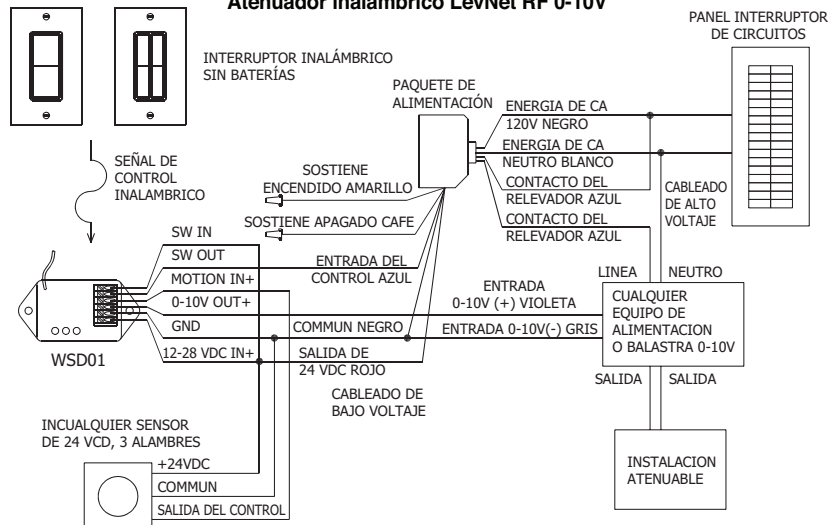 Atenuador Inalámbrico LevNet RF 0-10V
PANEL INTERRUPTOR
DE CIRCUITOS
INTERRUPTOR INALÁMBRICO
SIN BATERÍAS
PAQUETE DE
ALIMENTACIÓN
ENERGIA DE CA
120V NEGRO
ENERGIA DE CA
NEUTRO BLANCO
CONTACTO DEL
RELEVADOR AZUL
CONTACTO DEL
RELEVADOR AZUL
CABLEADO
DE ALTO
VOLTAJE
SEÑAL DE
CONTROL
INALAMBRICO
SOSTIENE
ENCENDIDO AMARILLO
SOSTIENE APAGADO CAFE
SW IN
SW OUT
MOTION IN+
0-10V OUT+
GND
12-28 VDC IN+
WSD01
ENTRADA DEL
CONTROL AZUL
ENTRADA
0-10V (+) VIOLETA
COMMUN NEGRO
ENTRADA 0-10V(-) GRIS
SALIDA DE
24 VDC ROJO
CABLEADO DE
BAJO VOLTAJE
LINEA
NEUTRO
CUALQUIER
EQUIPO DE
ALIMENTACION
O BALASTRA 0-10V
SALIDA
SALIDA
INSTALACION
ATENUABLE
INCUALQUIER SENSOR
DE 24 VCD, 3 ALAMBRES
+24VDC
COMMUN
SALIDA DEL CONTROL